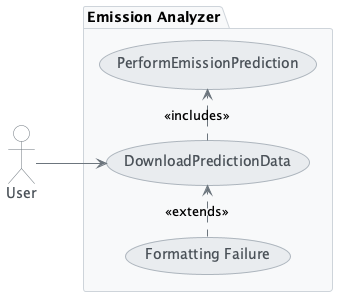 Emission Analyzer
PerformEmissionPrediction
«includes»
DownloadPredictionData
User
«extends»
Formatting Failure